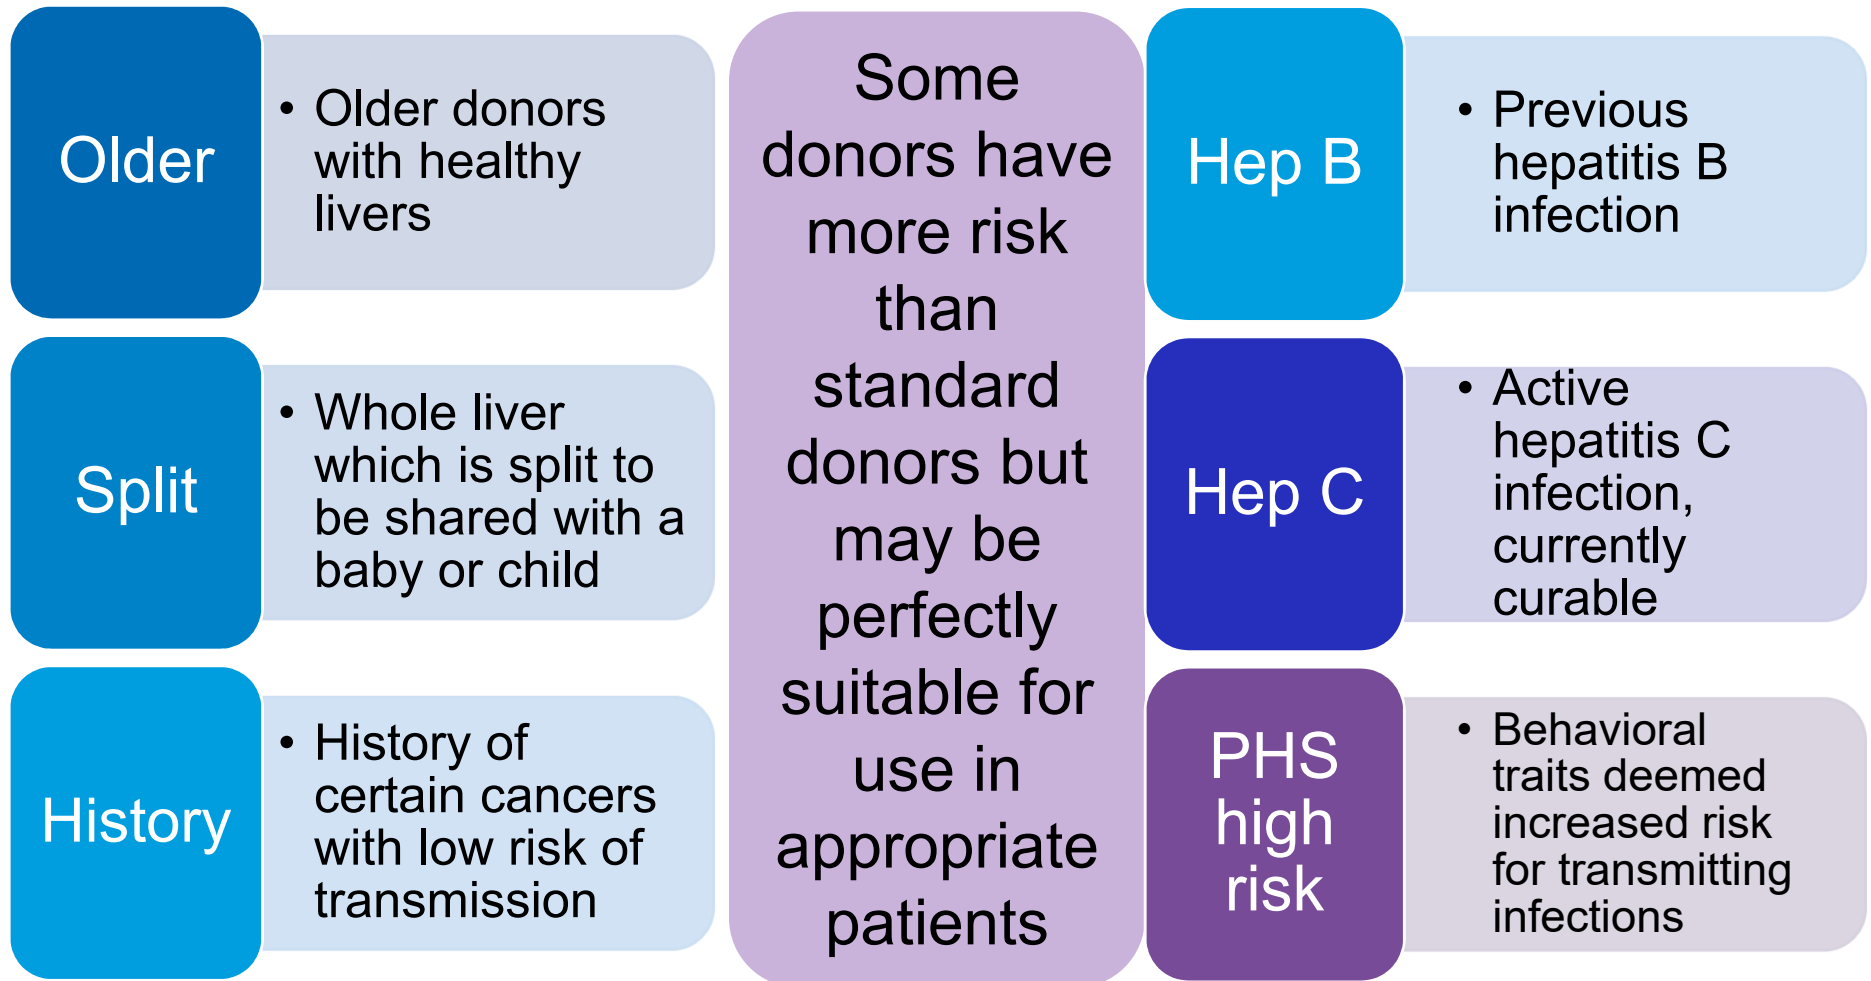 Older
• Older donors
with healthy
livers
Split
• Whole liver
which is split to
be shared with a
baby or child
History
• History of
certain cancers
with low risk of
transmission
Some
donors have
more risk
than
standard
donors but
may be
perfectly
suitable for
use in
appropriate
patients
Hep B
• Previous
hepatitis B
infection
Hep C
• Active
hepatitis C
infection,
currently
curable
PHS
high
risk
• Behavioral
traits deemed
increased risk
for transmitting
infections